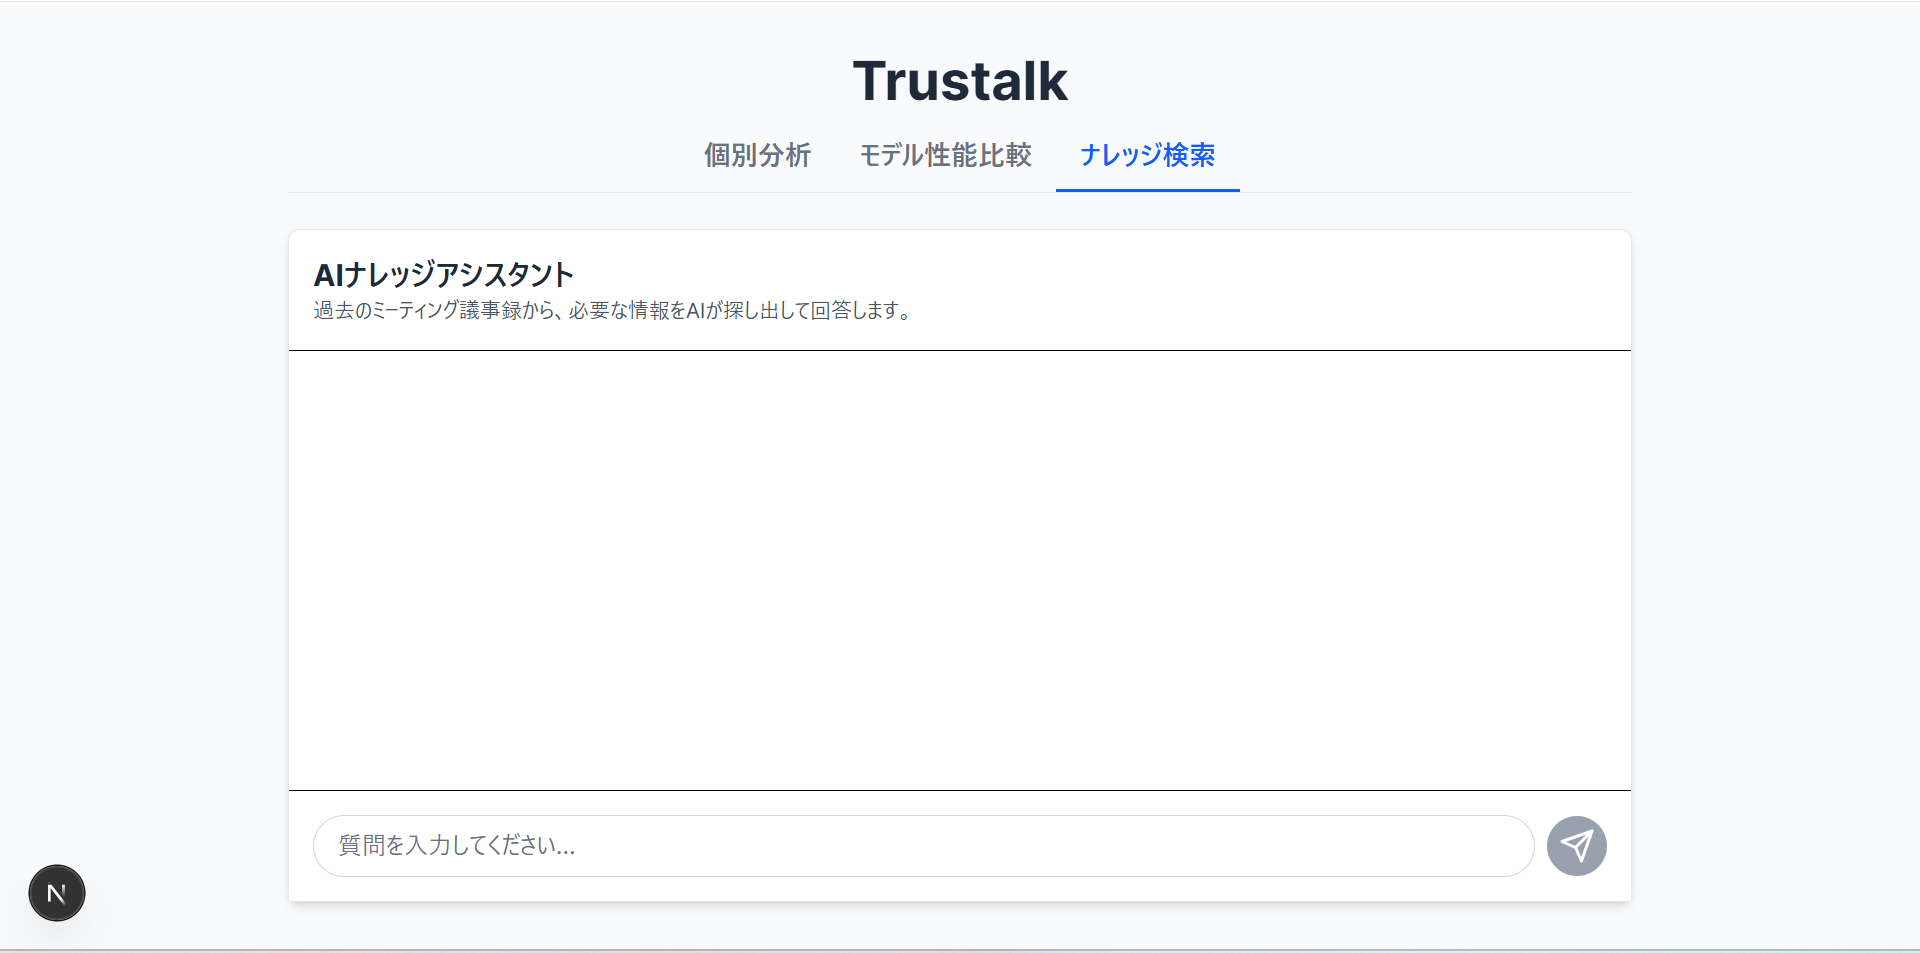 Trustalk
個別分析 モデル性能比較 ナレッジ検索
AIナレッジアシスタント
過去のミーティング議事録から、必要な情報をAIが探し出して回答します。
質問を入力してください...
N